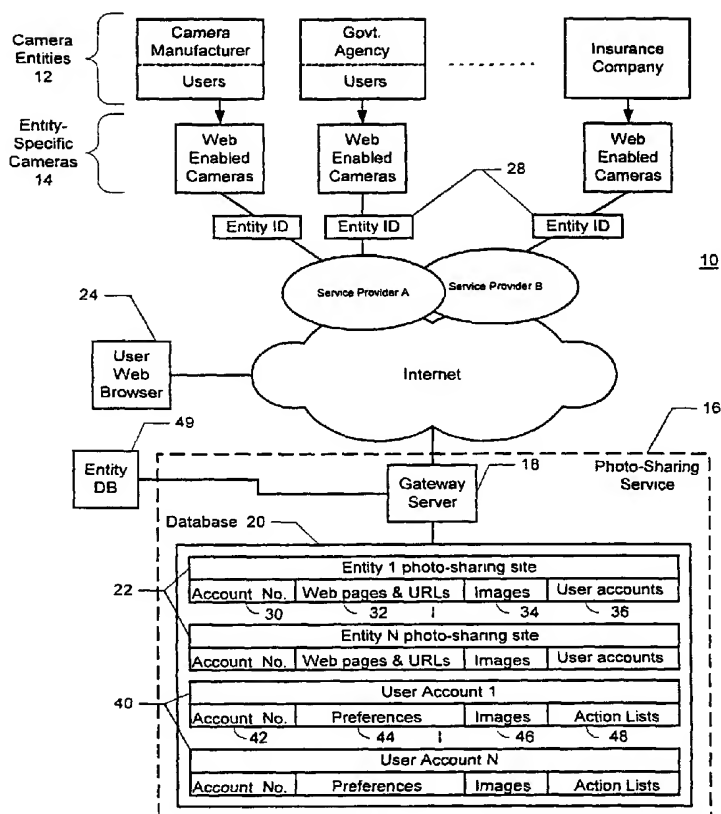 Camera Entities 12
Camera Manufacturer
Users
Govt. Agency
Users
Insurance Company
Entity-Specific Cameras 14
Web Enabled Cameras
Web Enabled Cameras
Web Enabled Cameras
28
Entity ID
Entity ID
Entity ID
10
Service Provider A
Service Provider B
24
User Web Browser
Internet
49
16
Entity DB
18
Photo-Sharing Service
Gateway Server
Database 20
Entity 1 photo-sharing site
22
Account No.
Web pages & URLs
Images
User accounts
30
32
34
36
Entity N photo-sharing site
Account No.
Web pages & URLs
Images
User accounts
40
User Account 1
Account No.
Preferences
Images
Action Lists
42
44
46
48
User Account N
Account No.
Preferences
Images
Action Lists